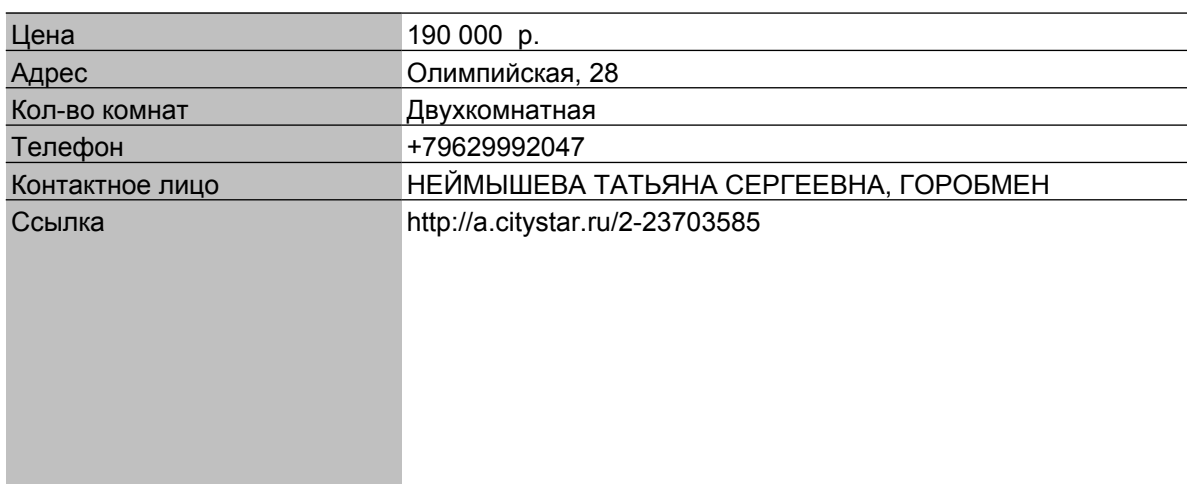 Цена 190 000 р.
Адрес Олимпийская, 28
Кол-во комнат Двухкомнатная
Телефон +79629992047
Контактное лицо НЕЙМЫШЕВА ТАТЬЯНА СЕРГЕЕВНА, ГОРОБМЕН
Ссылка http://a.citystar.ru/2-23703585